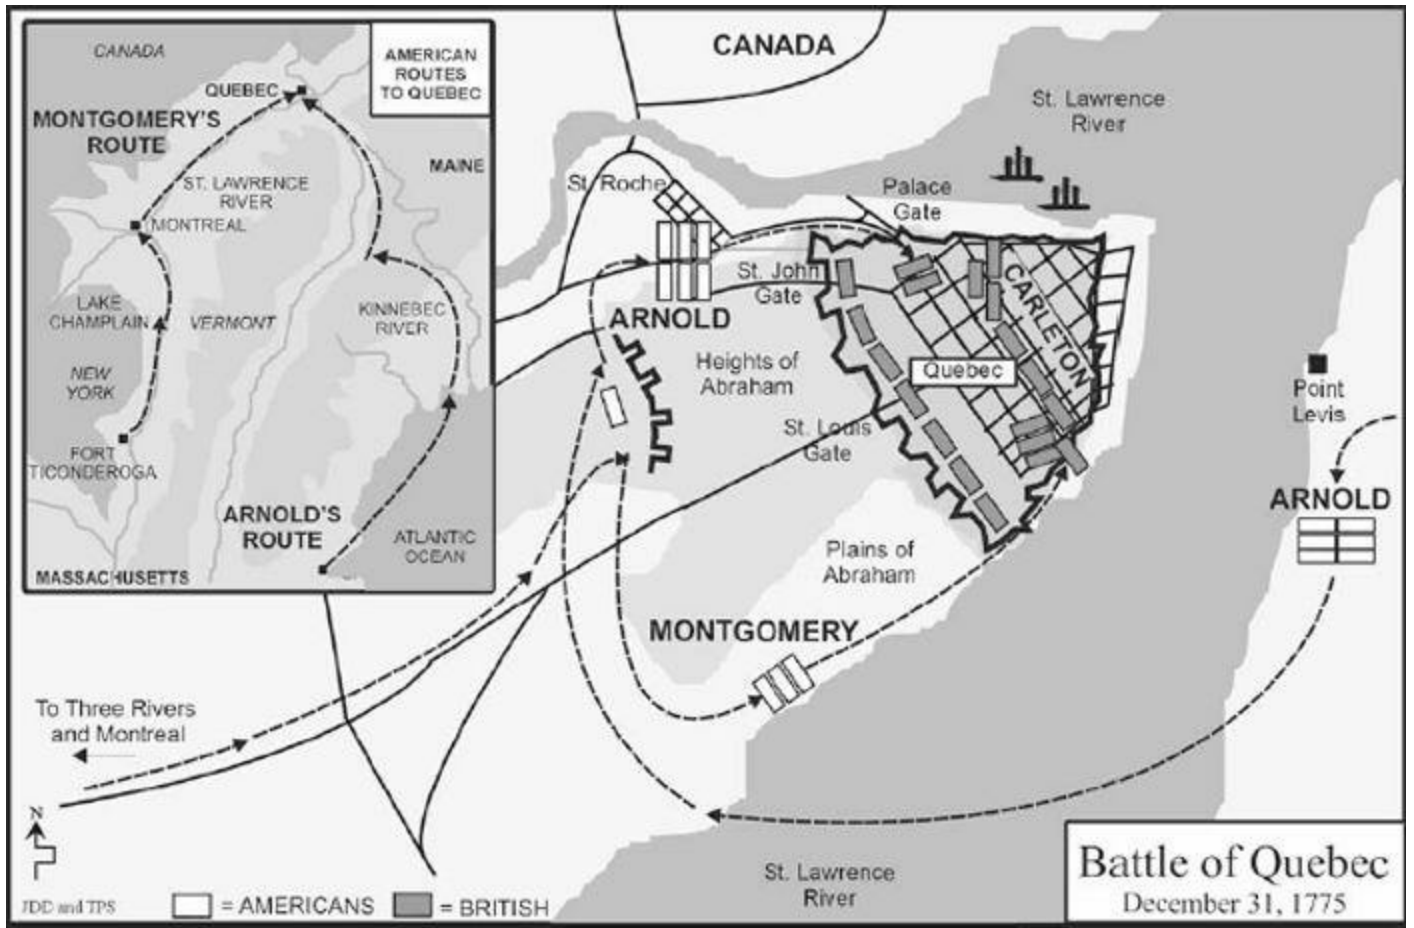 CANADA
AMERICAN
ROUTES
TO QUEBEC
QUEBEC
MONTGOMERY'S
ROUTE
MAINE
ST. LAWRENCE
RIVER
MONTREAL
LAKE
CHAMPLAIN
VERMONT
KINNEBEC
RIVER
NEW
YORK
FORT
TICONDEROGA
ARNOLD'S
ROUTE
ATLANTIC
OCEAN
MASSACHUSETTS
CANADA
St. Lawrence
River
St. Roche
Palace
Gate
St. John
Gate
CARLETON
ARNOLD
Heights of
Abraham
Quebec
Point
Levis
St. Louis
Gate
ARNOLD
Plains of
Abraham
MONTGOMERY
To Three Rivers
and Montreal
N
St. Lawrence
River
Battle of Quebec
December 31, 1775
JDD and TPS
= AMERICANS
= BRITISH